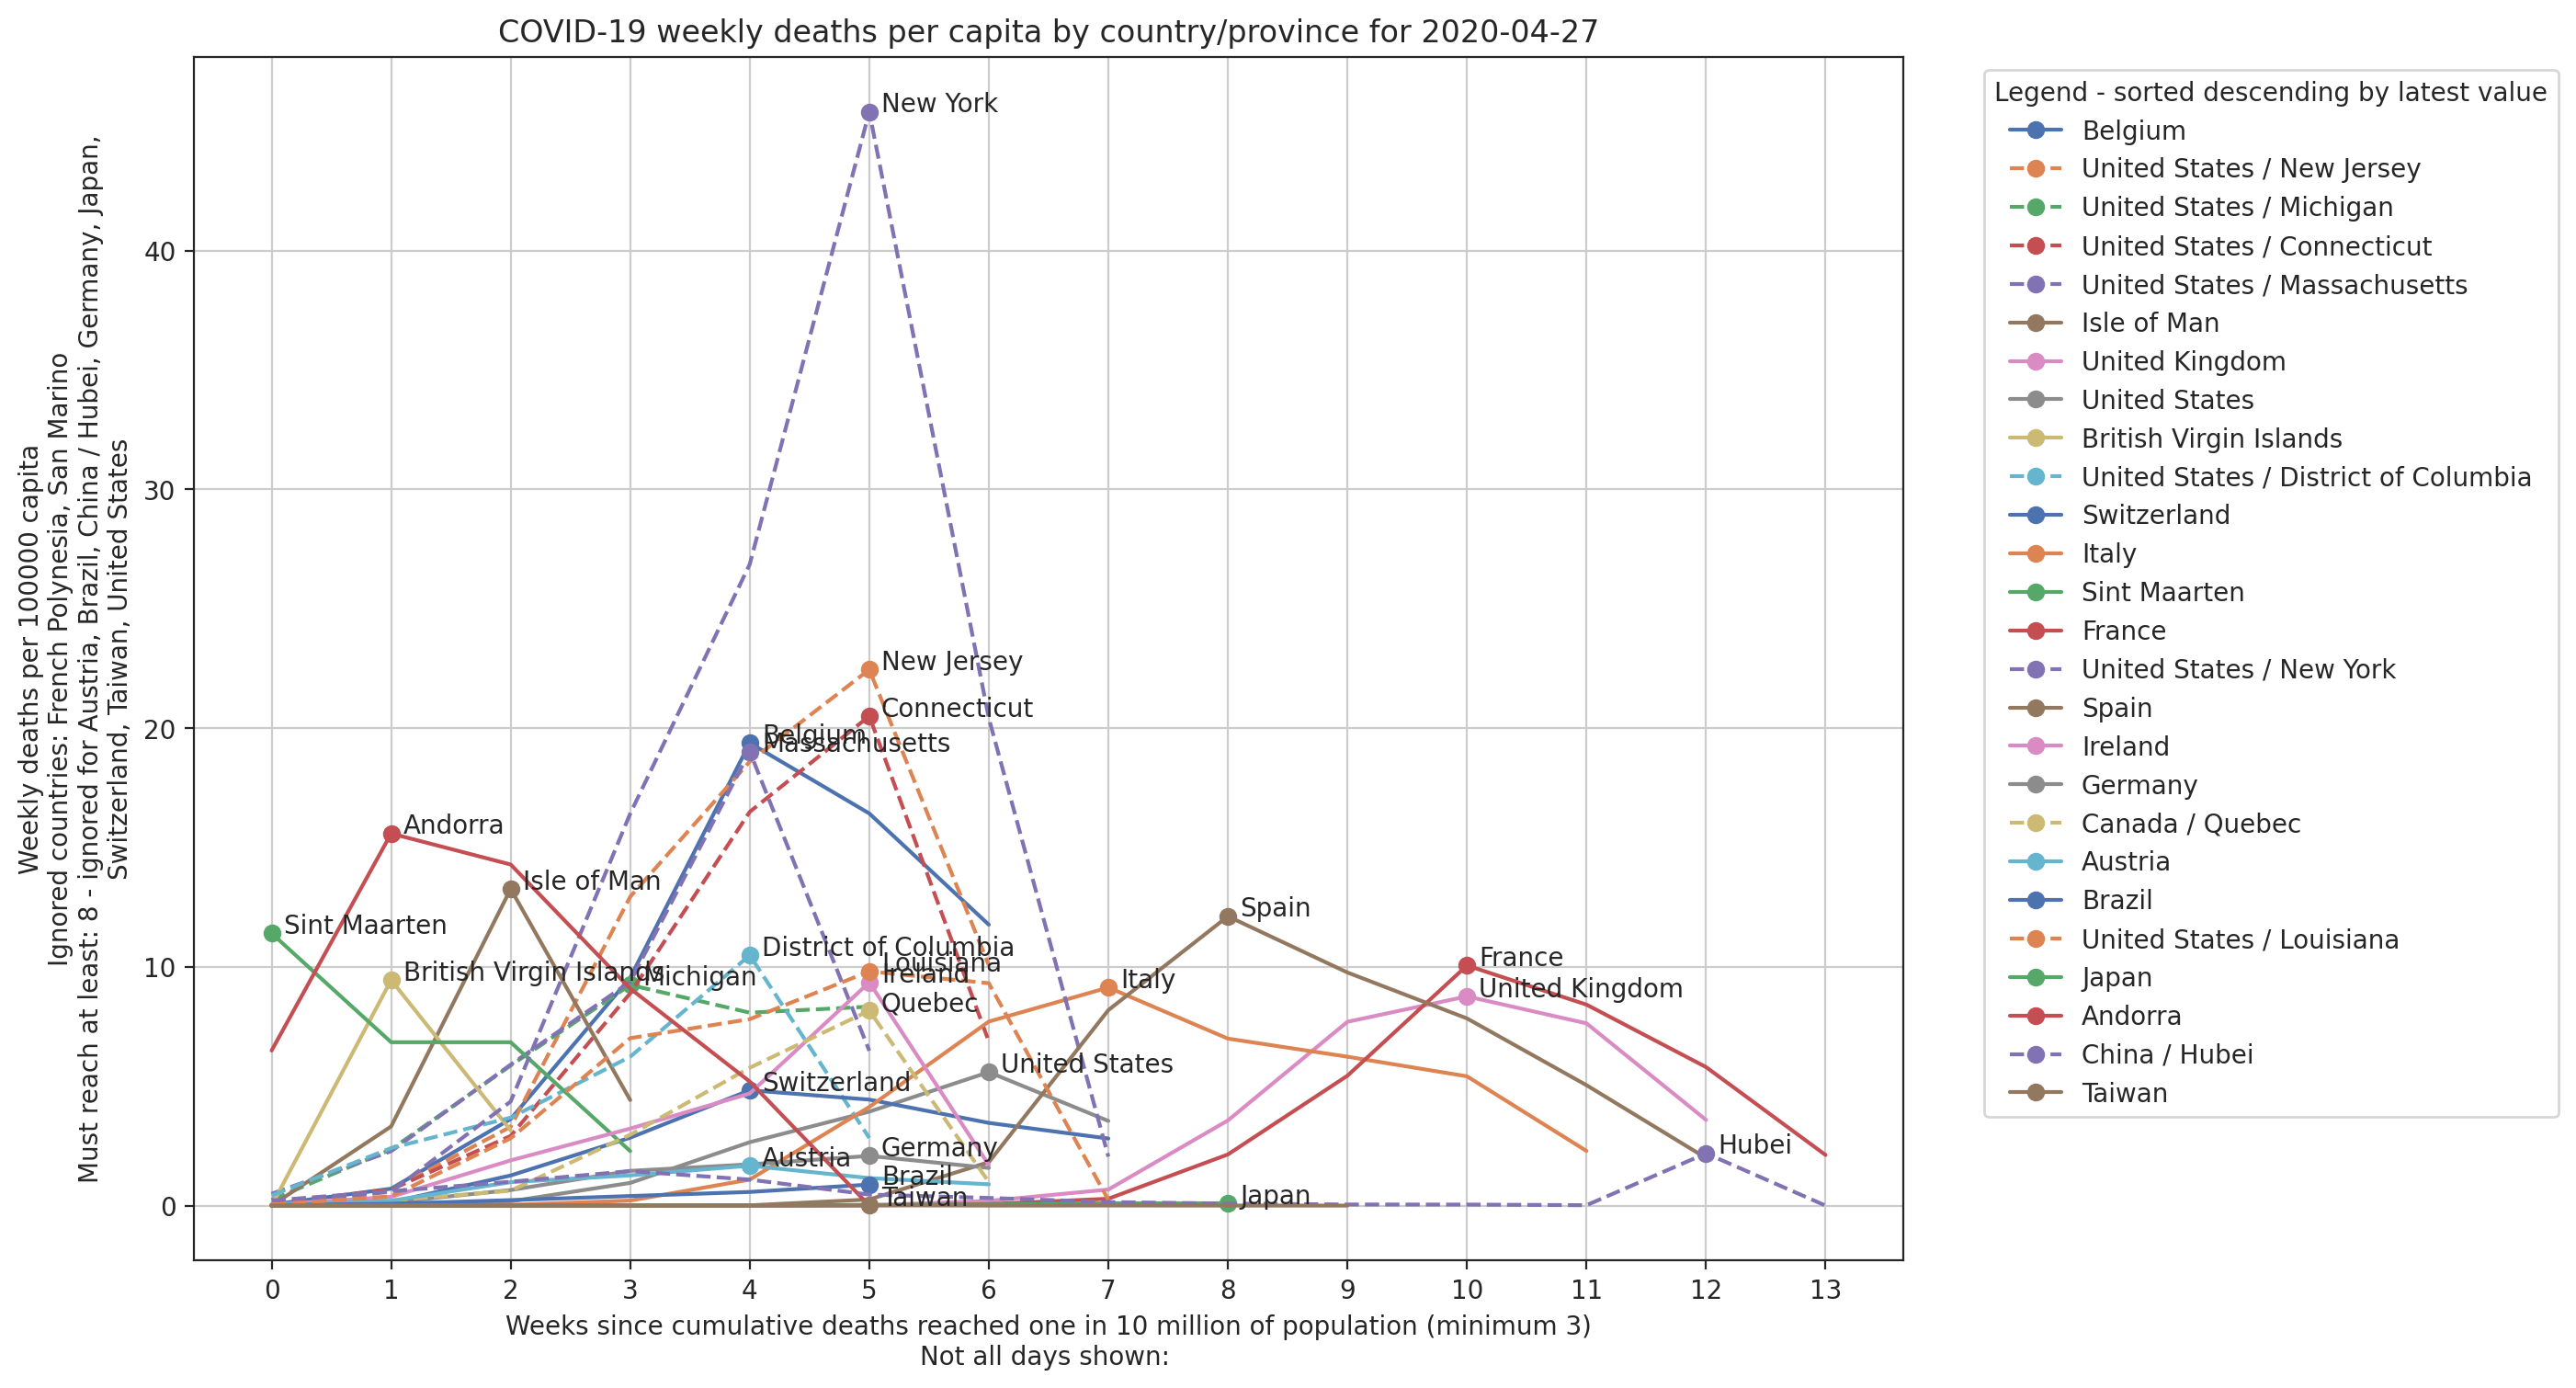 COVID-19 weekly deaths per capita by country/province for 2020-04-27
Weekly deaths per 100000 capita
Ignored countries: French Polynesia, San Marino
Must reach at least: 8 - ignored for Austria, Brazil, China / Hubei, Germany, Japan,
Switzerland, Taiwan, United States
40
30
20
10
0
New York
New Jersey
Connecticut
Belgium
Massachusetts
Andorra
Isle of Man
Sint Maarten
British Virgin Islands
Michigan
District of Columbia
Louisiana
Ireland
Quebec
Italy
Spain
France
United Kingdom
United States
Switzerland
Germany
Austria
Brazil
Taiwan
Japan
Hubei
0 1 2 3 4 5 6 7 8 9 10 11 12 13
Weeks since cumulative deaths reached one in 10 million of population (minimum 3)
Not all days shown:
Legend - sorted descending by latest value
Belgium
United States / New Jersey
United States / Michigan
United States / Connecticut
United States / Massachusetts
Isle of Man
United Kingdom
United States
British Virgin Islands
United States / District of Columbia
Switzerland
Italy
Sint Maarten
France
United States / New York
Spain
Ireland
Germany
Canada / Quebec
Austria
Brazil
United States / Louisiana
Japan
Andorra
China / Hubei
Taiwan